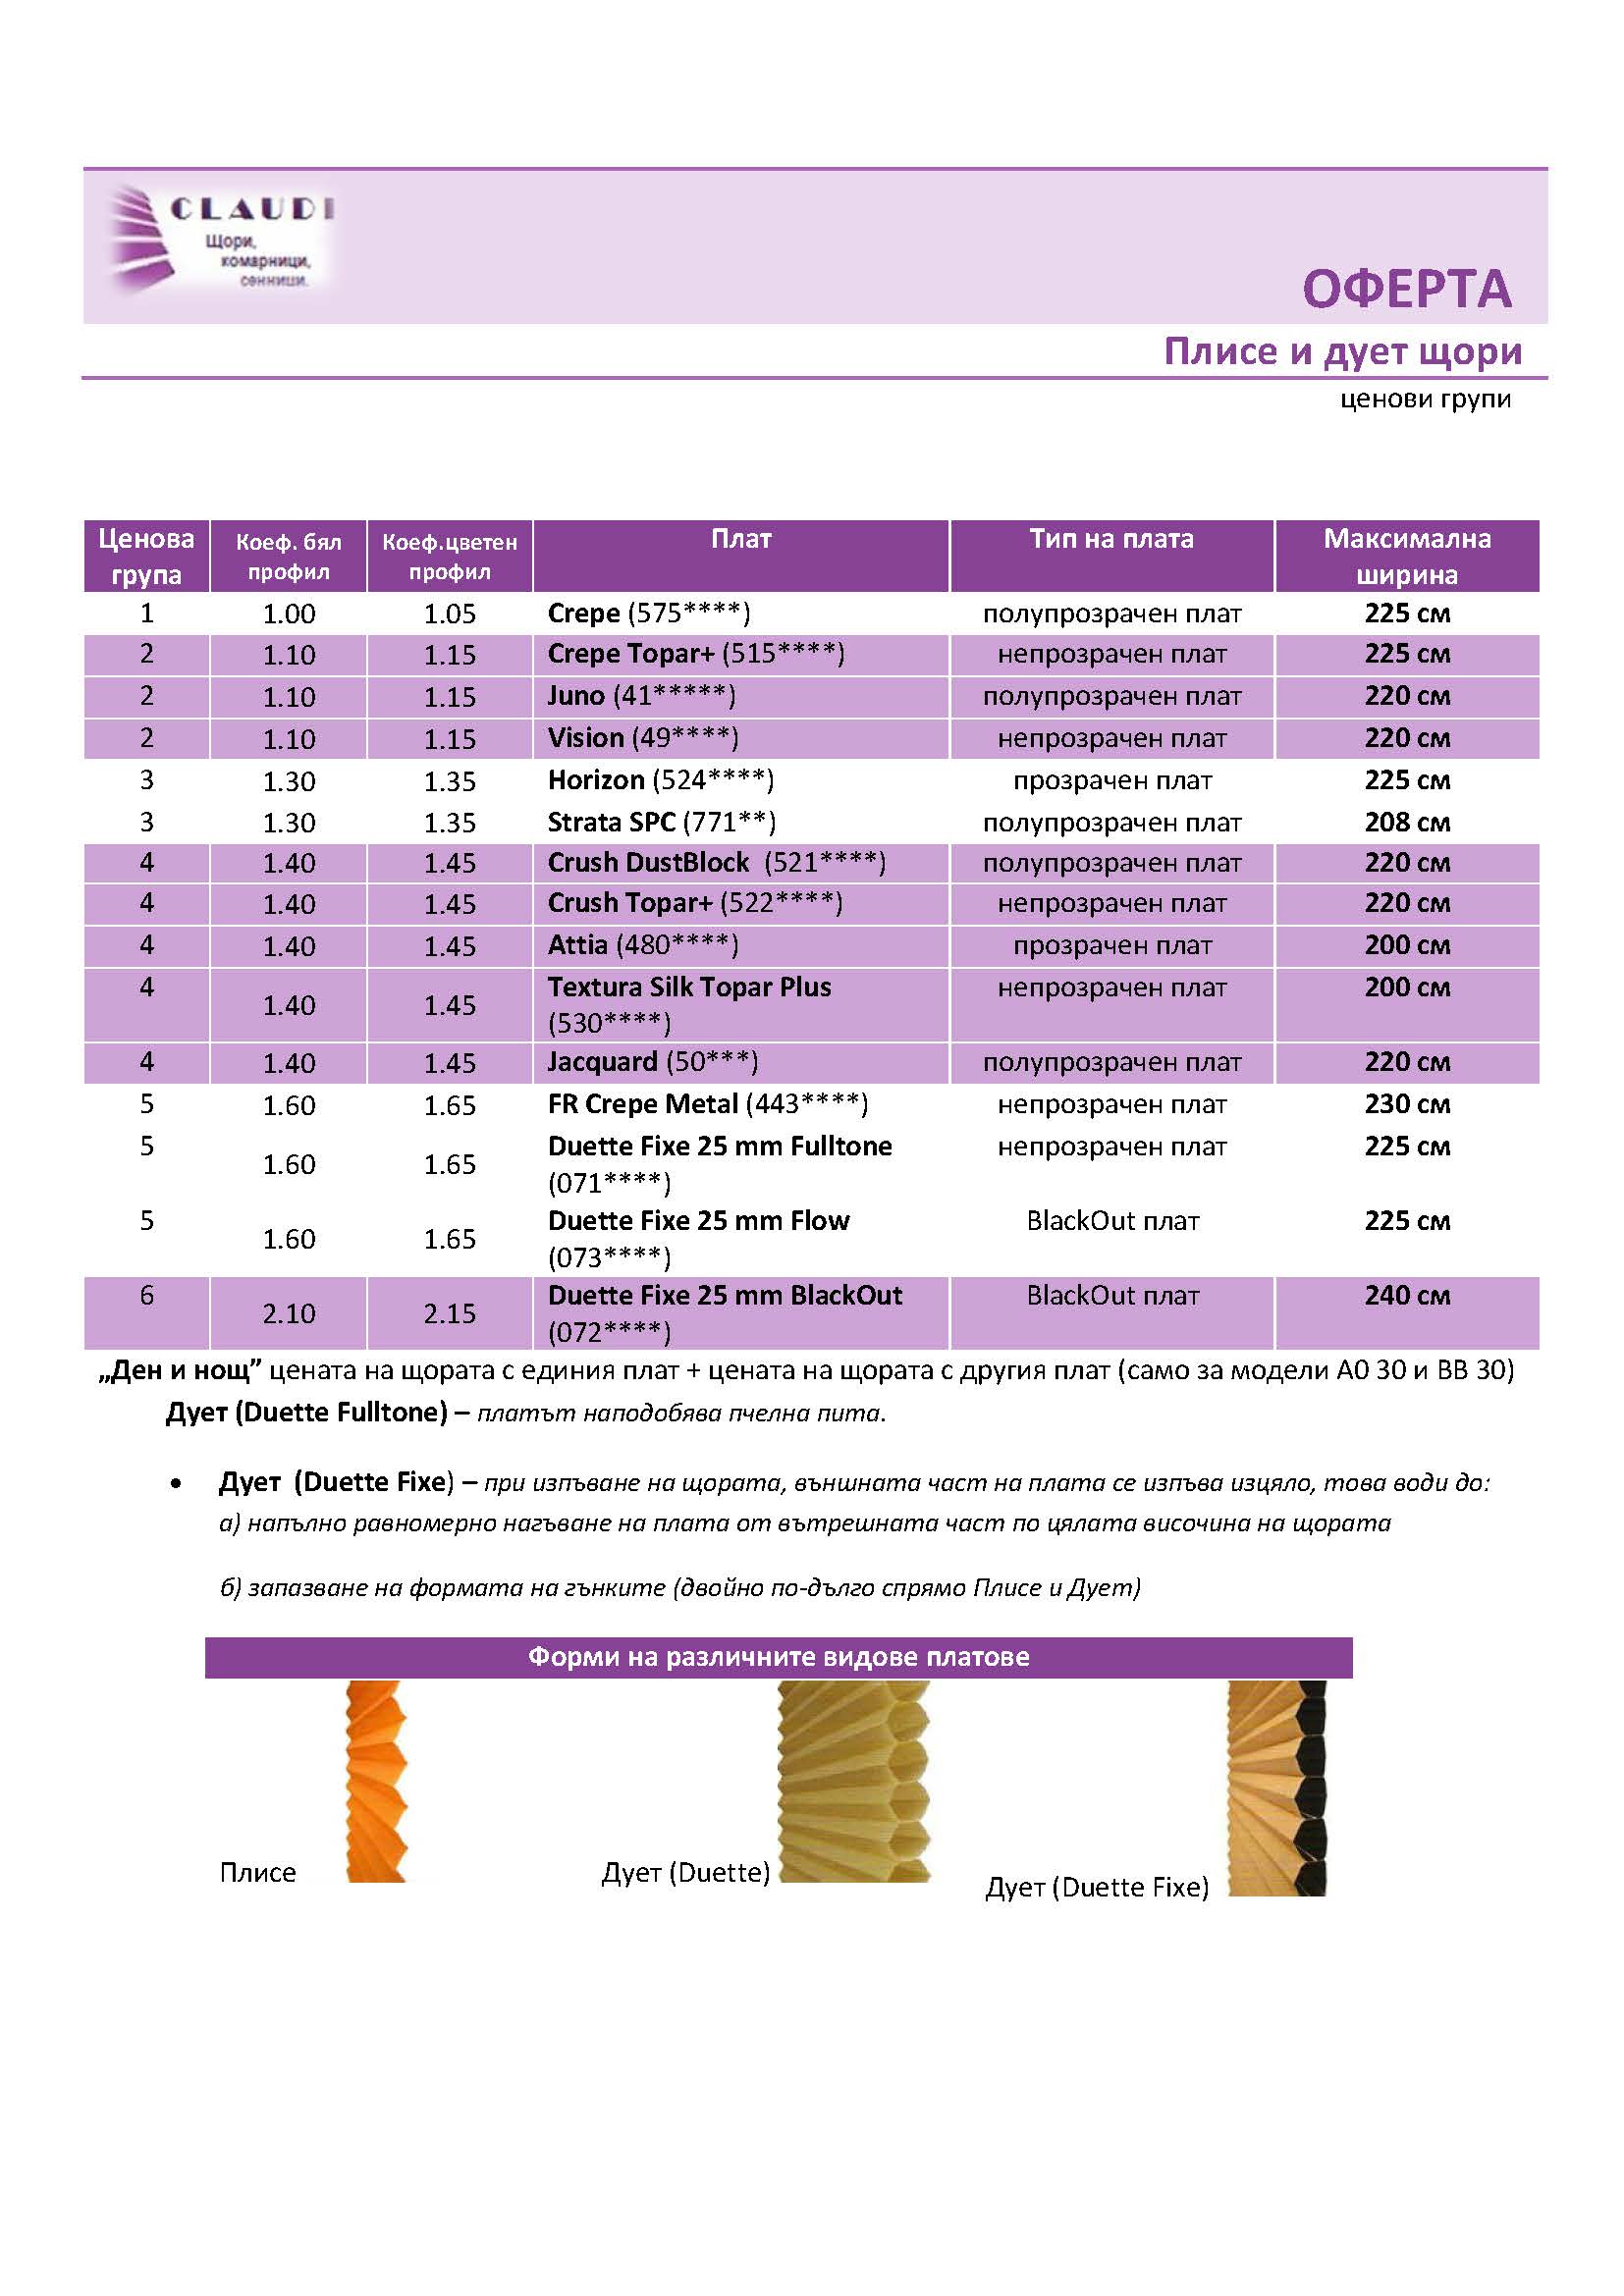 CLAUDI
Щори,
комарници,
сенници.
ОФЕРТА
Плисе и дует щори
ценови групи
Ценова група Коеф. бял профил Коеф.цветен профил Плат Тип на плата Максимална ширина
1 1.00 1.05 Crepe (575****) полупрозрачен плат 225 см
2 1.10 1.15 Crepe Topar+ (515****) непрозрачен плат 225 см
2 1.10 1.15 Juno (41*****) полупрозрачен плат 220 см
2 1.10 1.15 Vision (49****) непрозрачен плат 220 см
3 1.30 1.35 Horizon (524****) прозрачен плат 225 см
3 1.30 1.35 Strata SPC (771**) полупрозрачен плат 208 см
4 1.40 1.45 Crush DustBlock (521****) полупрозрачен плат 220 см
4 1.40 1.45 Crush Topar+ (522****) непрозрачен плат 220 см
4 1.40 1.45 Attia (480****) прозрачен плат 200 см
4 1.40 1.45 Textura Silk Topar Plus (530****) непрозрачен плат 200 см
4 1.40 1.45 Jacquard (50***) полупрозрачен плат 220 см
5 1.60 1.65 FR Crepe Metal (443****) непрозрачен плат 230 см
5 1.60 1.65 Duette Fixe 25 mm Fulltone (071****) непрозрачен плат 225 см
5 1.60 1.65 Duette Fixe 25 mm Flow (073****) BlackOut плат 225 см
6 2.10 2.15 Duette Fixe 25 mm BlackOut (072****) BlackOut плат 240 см
„Ден и нощ” цената на щората с единия плат + цената на щората с другия плат (само за модели А0 30 и ВВ 30)
Дует (Duette Fulltone) – платът наподобява пчелна пита.
• Дует (Duette Fixe) – при изпъване на щората, външната част на плата се изпъва изцяло, това води до:
а) напълно равномерно нагъване на плата от вътрешната част по цялата височина на щората
б) запазване на формата на гънките (двойно по-дълго спрямо Плисе и Дует)
Форми на различните видове платове
Плисе
Дует (Duette)
Дует (Duette Fixe)